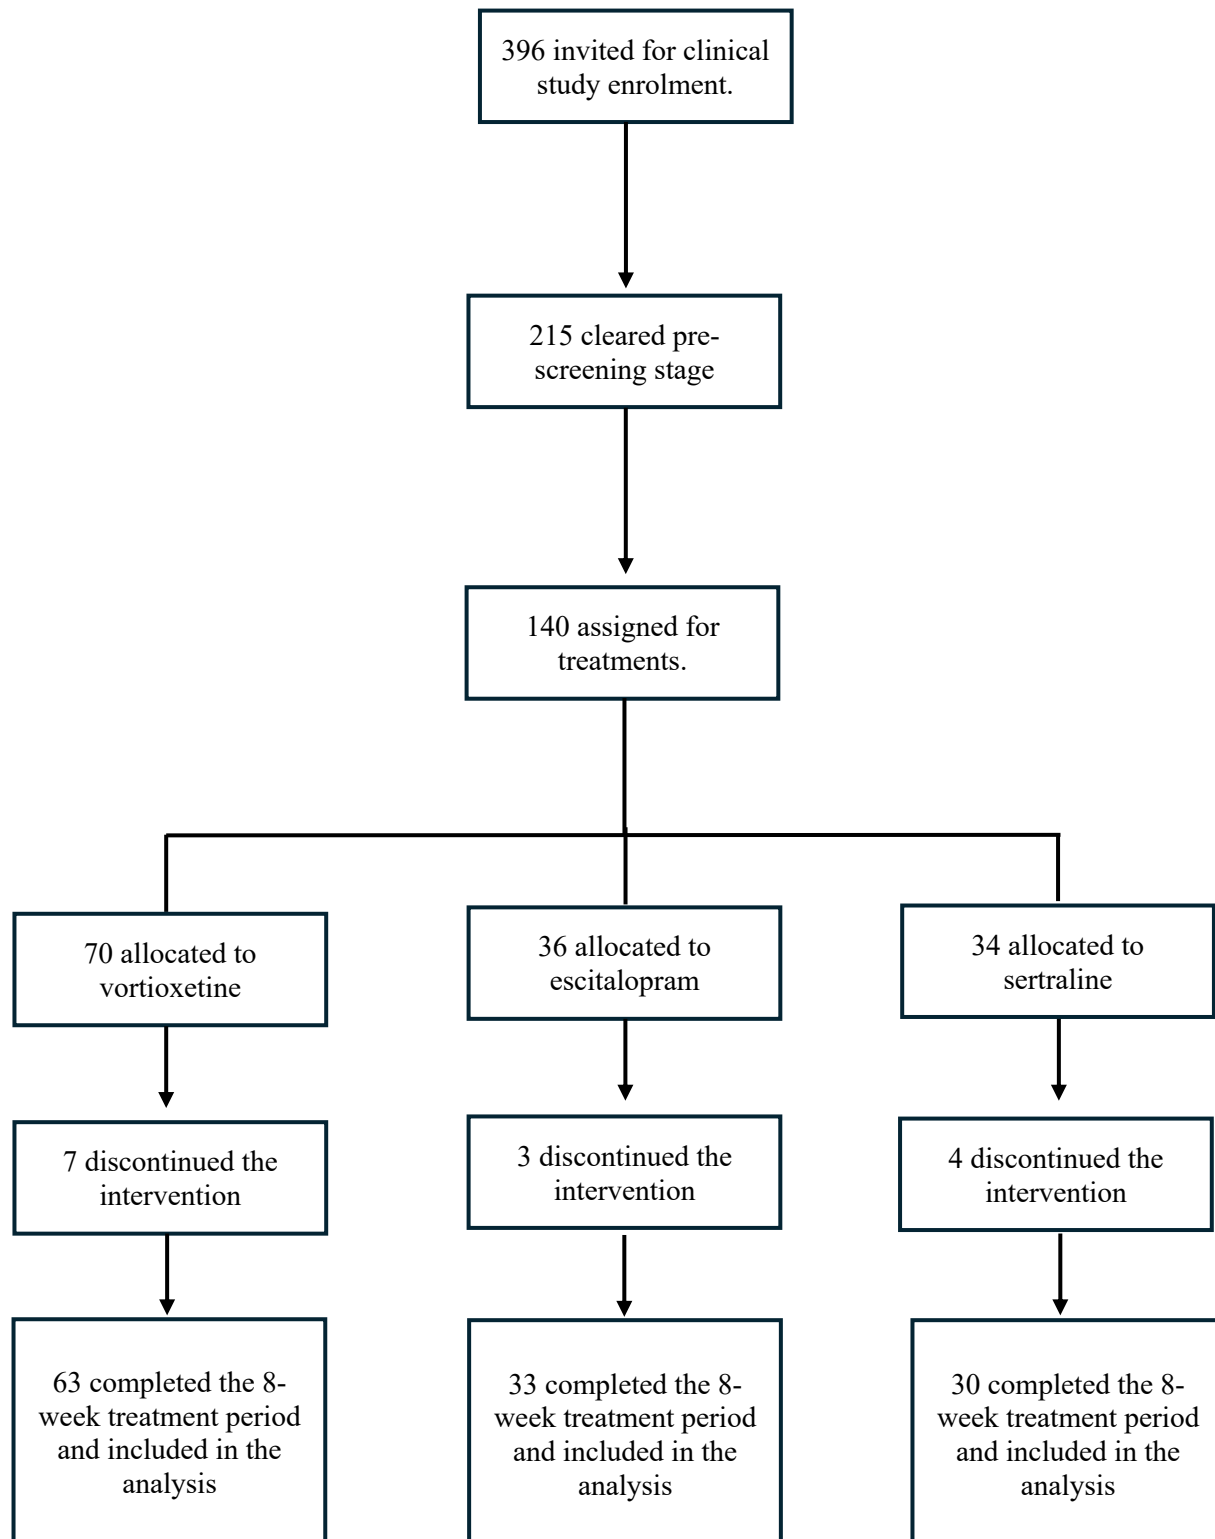 396 invited for clinical
study enrolment.
215 cleared pre-
screening stage
140 assigned for
treatments.
70 allocated to
vortioxetine
36 allocated to
escitalopram
34 allocated to
sertraline
7 discontinued the
intervention
3 discontinued the
intervention
4 discontinued the
intervention
63 completed the 8-
week treatment period
and included in the
analysis
33 completed the 8-
week treatment period
and included in the
analysis
30 completed the 8-
week treatment period
and included in the
analysis